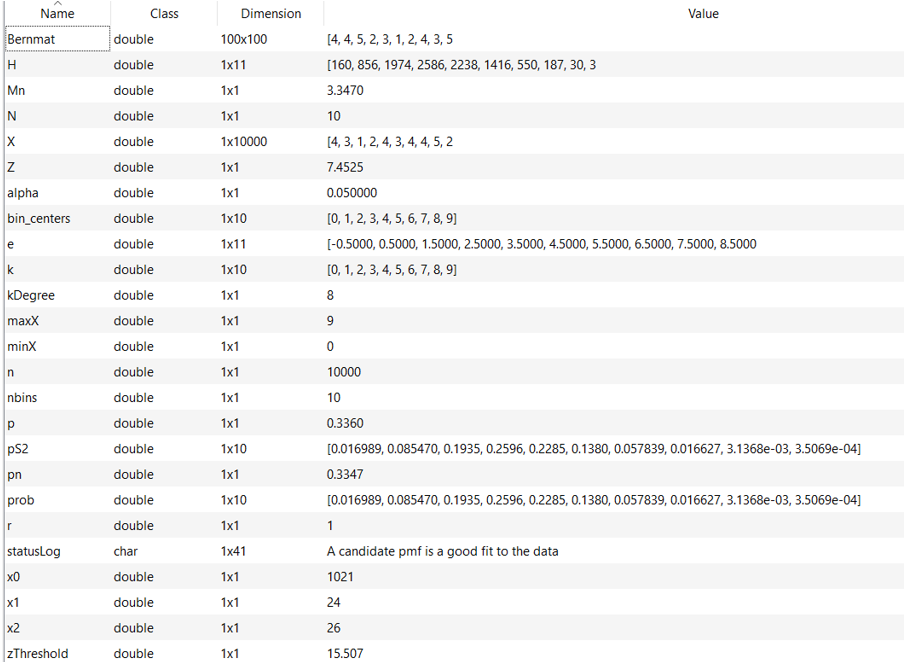 Name Class Dimension Value
Bernmat double 100x100 [4, 4, 5, 2, 3, 1, 2, 4, 3, 5
H double 1x11 [160, 856, 1974, 2586, 2238, 1416, 550, 187, 30, 3
Mn double 1x1 3.3470
N double 1x1 10
X double 1x10000 [4, 3, 1, 2, 4, 3, 4, 4, 5, 2
Z double 1x1 7.4525
alpha double 1x1 0.050000
bin_centers double 1x10 [0, 1, 2, 3, 4, 5, 6, 7, 8, 9]
e double 1x11 [-0.5000, 0.5000, 1.5000, 2.5000, 3.5000, 4.5000, 5.5000, 6.5000, 7.5000, 8.5000
k double 1x10 [0, 1, 2, 3, 4, 5, 6, 7, 8, 9]
kDegree double 1x1 8
maxX double 1x1 9
minX double 1x1 0
n double 1x1 10000
nbins double 1x1 10
p double 1x1 0.3360
pS2 double 1x10 [0.016989, 0.085470, 0.1935, 0.2596, 0.2285, 0.1380, 0.057839, 0.016627, 3.1368e-03, 3.5069e-04]
pn double 1x1 0.3347
prob double 1x10 [0.016989, 0.085470, 0.1935, 0.2596, 0.2285, 0.1380, 0.057839, 0.016627, 3.1368e-03, 3.5069e-04]
r double 1x1 1
statusLog char 1x41 A candidate pmf is a good fit to the data
x0 double 1x1 1021
x1 double 1x1 24
x2 double 1x1 26
zThreshold double 1x1 15.507